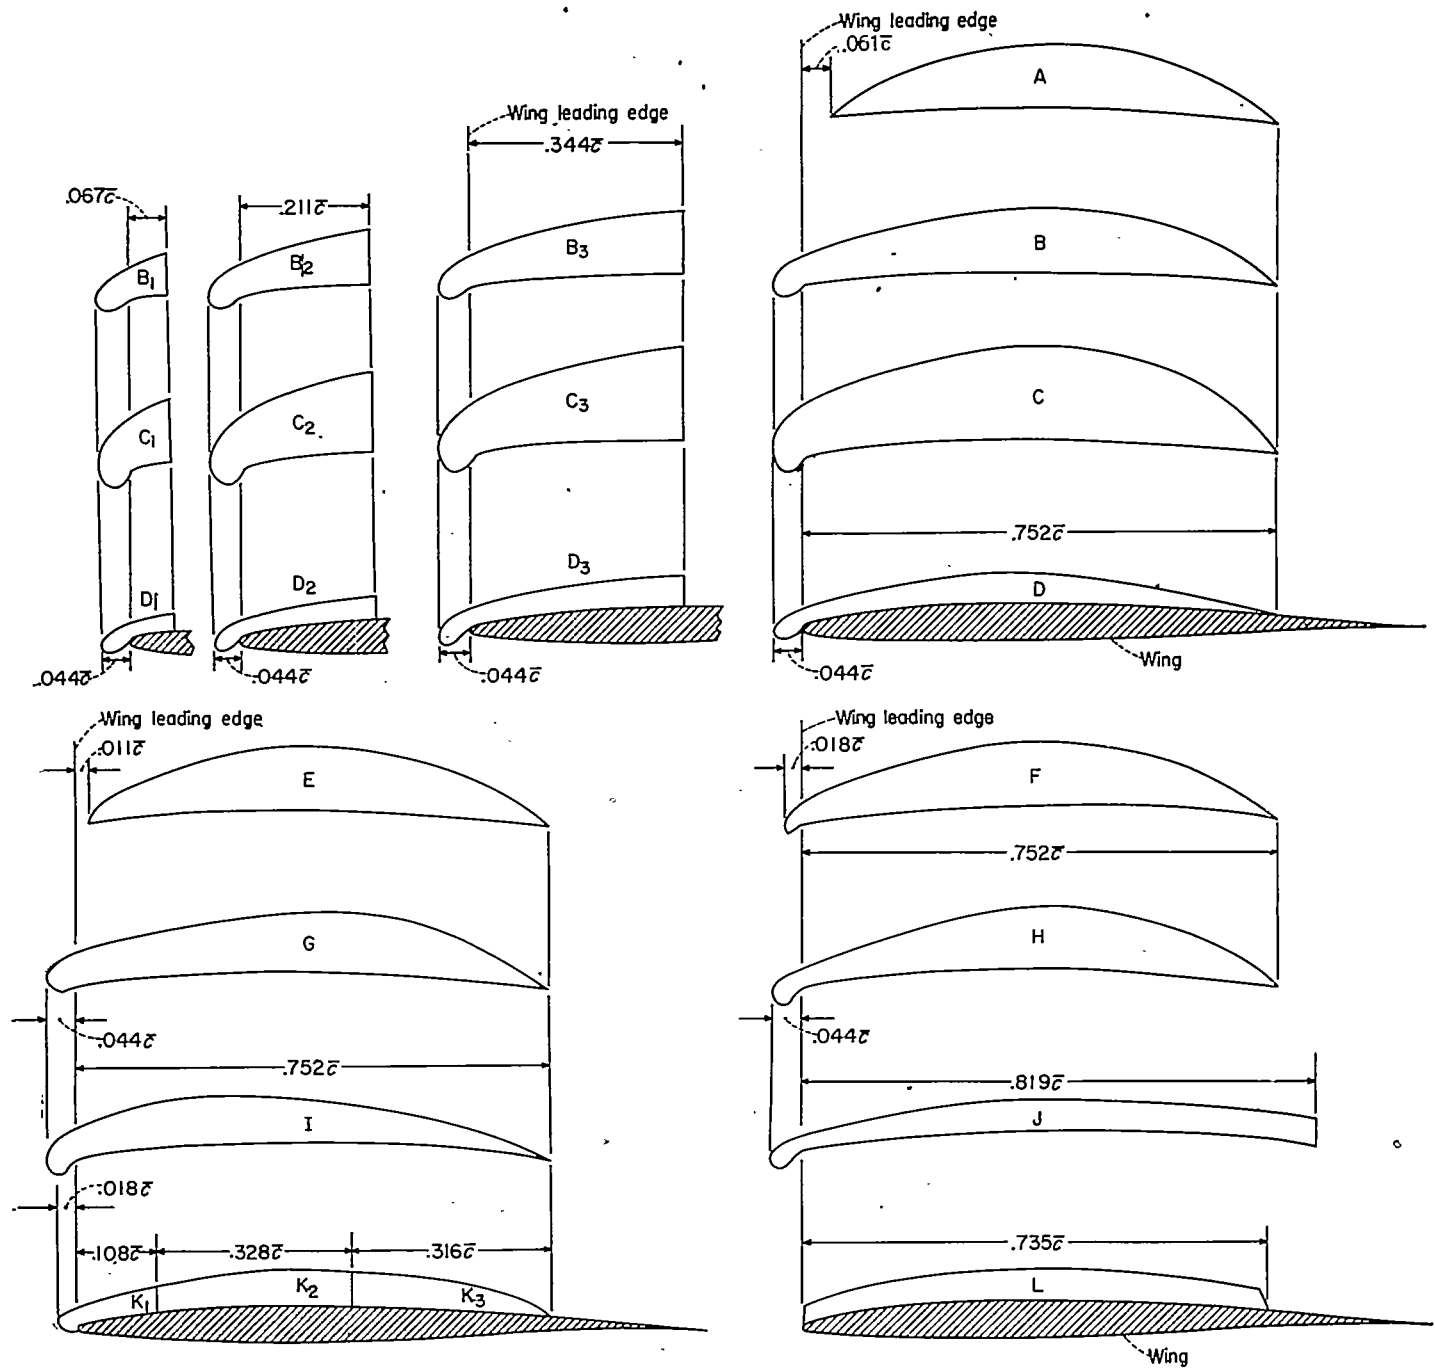 Wing leading edge
.061c̄
A
Wing leading edge
.344c̄
.067c̄
.211c̄
B1
B2
B3
B
C1
C2
C3
C
.752c̄
D1
D2
D3
D
.044c̄
.044c̄
.044c̄
.044c̄
Wing
Wing leading edge
.011c̄
E
Wing leading edge
.018c̄
F
.752c̄
G
H
.044c̄
.044c̄
.752c̄
.819c̄
I
J
.018c̄
.108c̄
.328c̄
.316c̄
.735c̄
K1
K2
K3
L
Wing